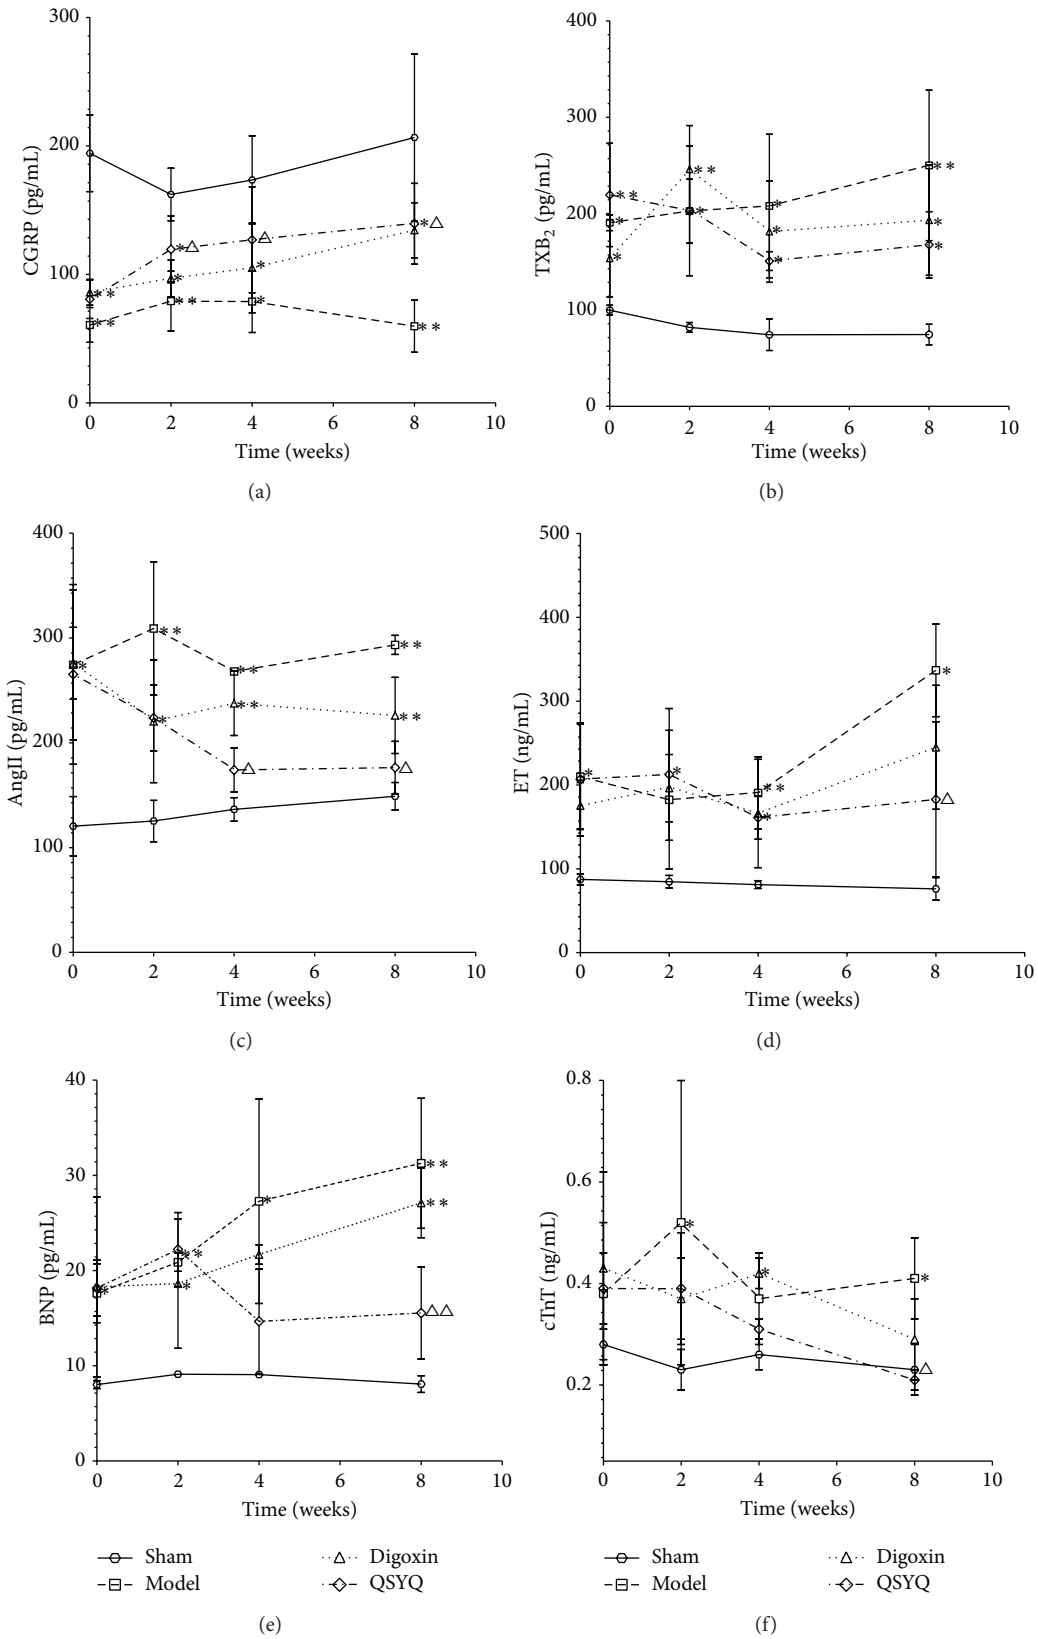 300
200
100
0
CGRP (pg/mL)
0 2 4 6 8 10
Time (weeks)
(a)
400
300
200
100
0
TXB2 (pg/mL)
0 2 4 6 8 10
Time (weeks)
(b)
400
300
200
100
0
AngII (pg/mL)
0 2 4 6 8 10
Time (weeks)
(c)
500
400
300
200
100
0
ET (ng/mL)
0 2 4 6 8 10
Time (weeks)
(d)
40
30
20
10
0
BNP (pg/mL)
0 2 4 6 8 10
Time (weeks)
Sham Digoxin
Model QSYQ
(e)
0.8
0.6
0.4
0.2
cTnT (ng/mL)
0 2 4 6 8 10
Time (weeks)
Sham Digoxin
Model QSYQ
(f)